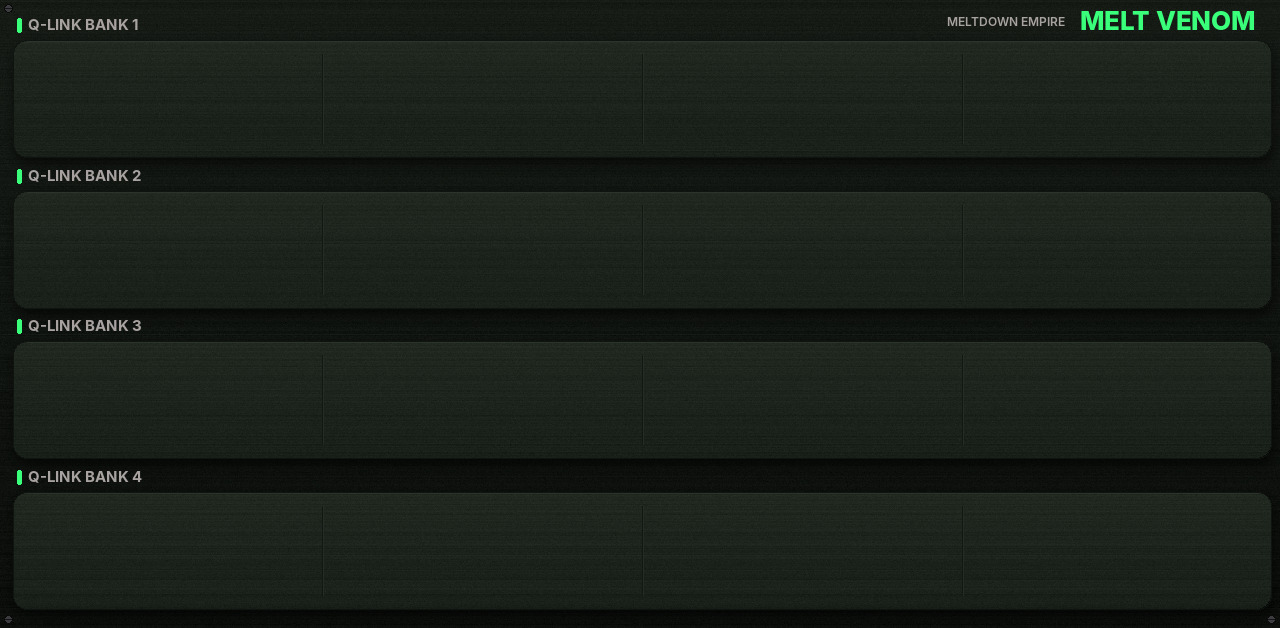 Q-LINK BANK 1
MELTDOWN EMPIRE MELT VENOM
Q-LINK BANK 2
Q-LINK BANK 3
Q-LINK BANK 4